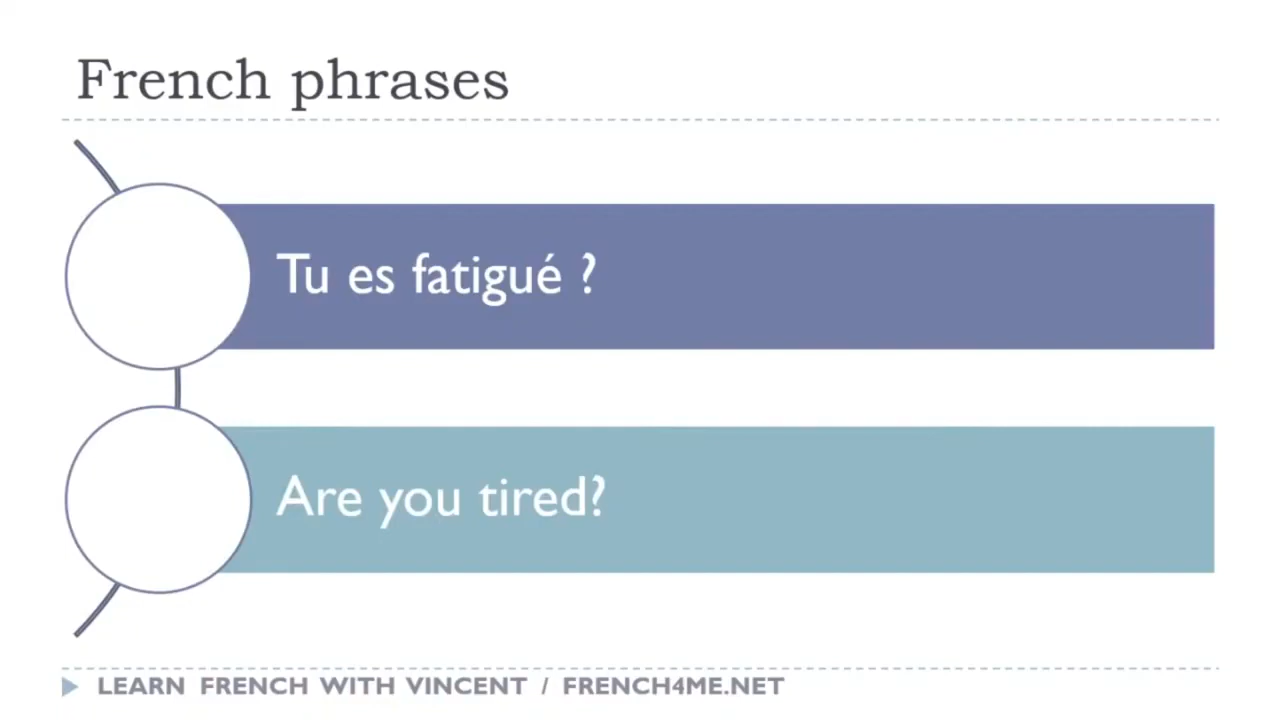 French phrases
Tu es fatigué ?
Are you tired?
LEARN FRENCH WITH VINCENT / FRENCH4ME.NET